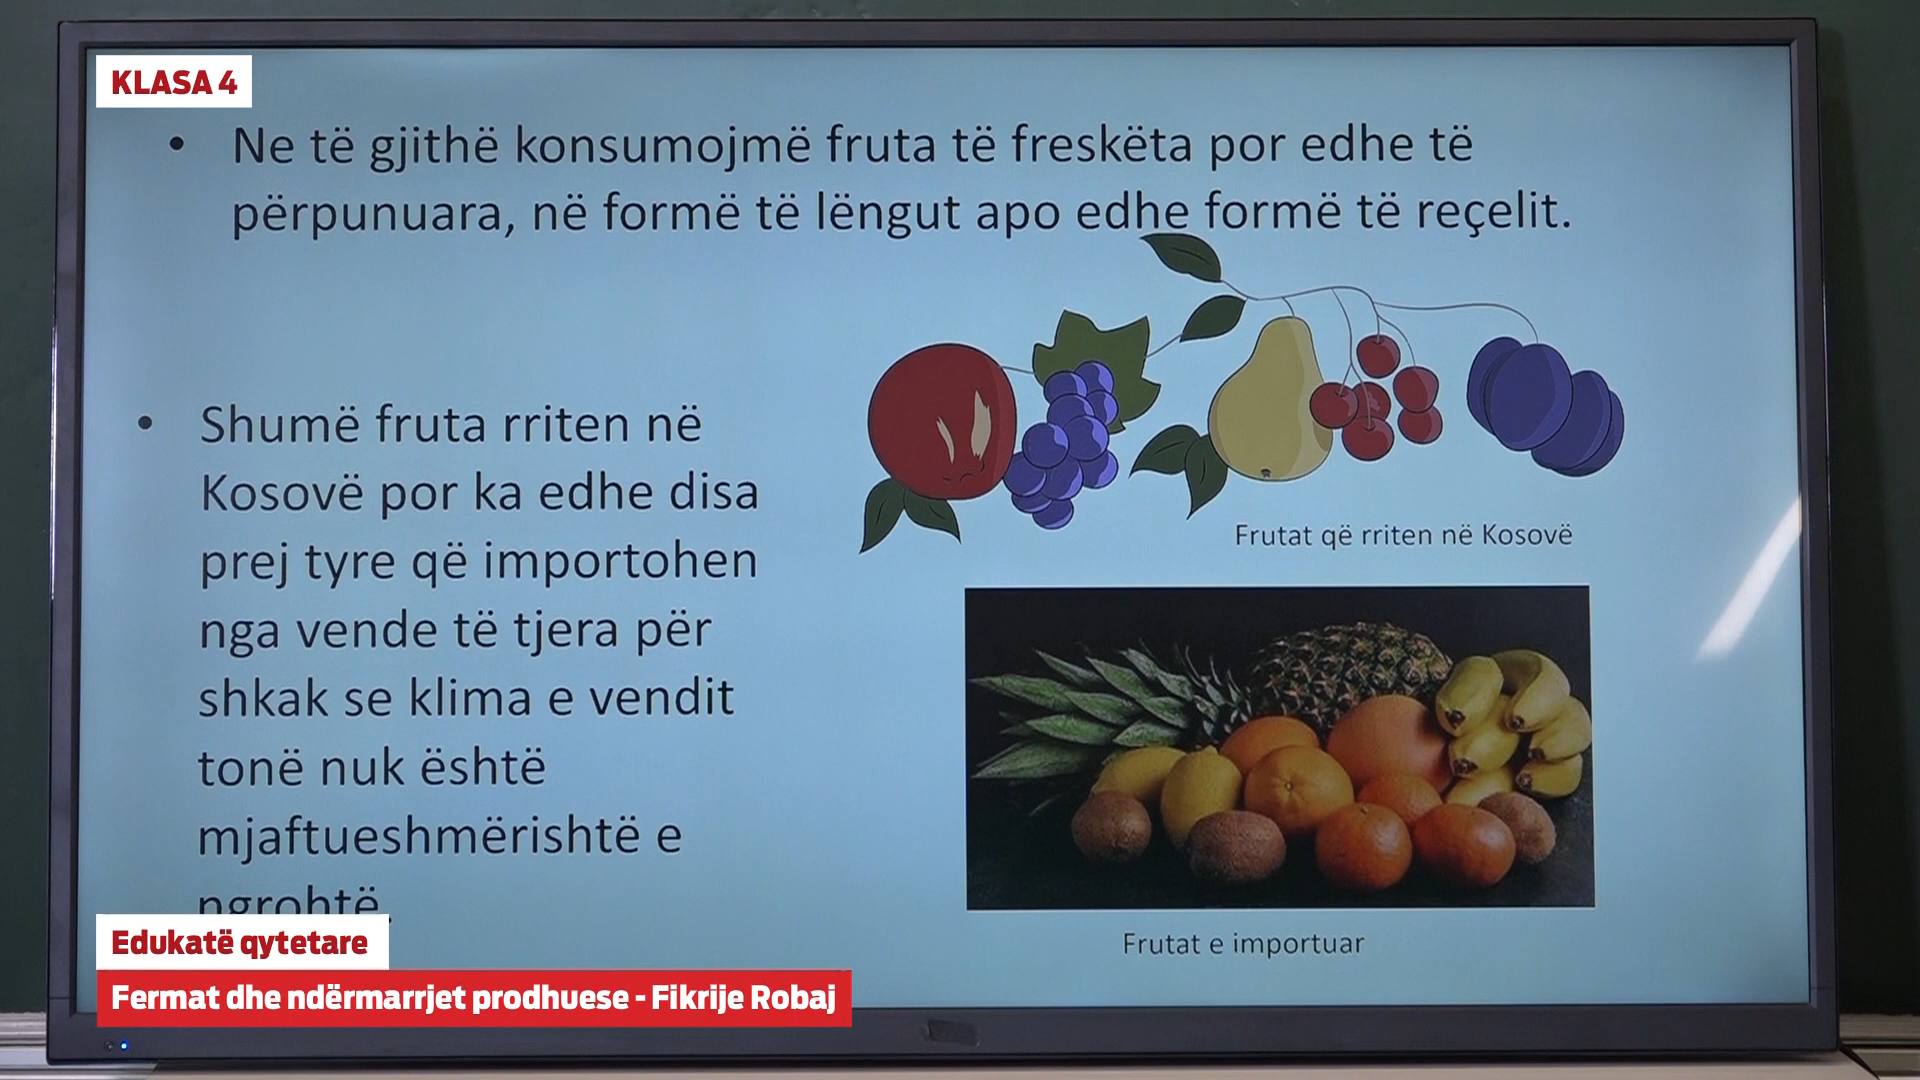 KLASA 4
• Ne të gjithë konsumojmë fruta të freskëta por edhe të
përpunuara, në formë të lëngut apo edhe formë të reçelit.
• Shumë fruta rriten në
Kosovë por ka edhe disa
prej tyre që importohen
nga vende të tjera për
shkak se klima e vendit
tonë nuk është
mjaftueshmërishtë e
ngrohtë.
Frutat që rriten në Kosovë
Frutat e importuar
Edukatë qytetare
Fermat dhe ndërmarrjet prodhuese - Fikrije Robaj